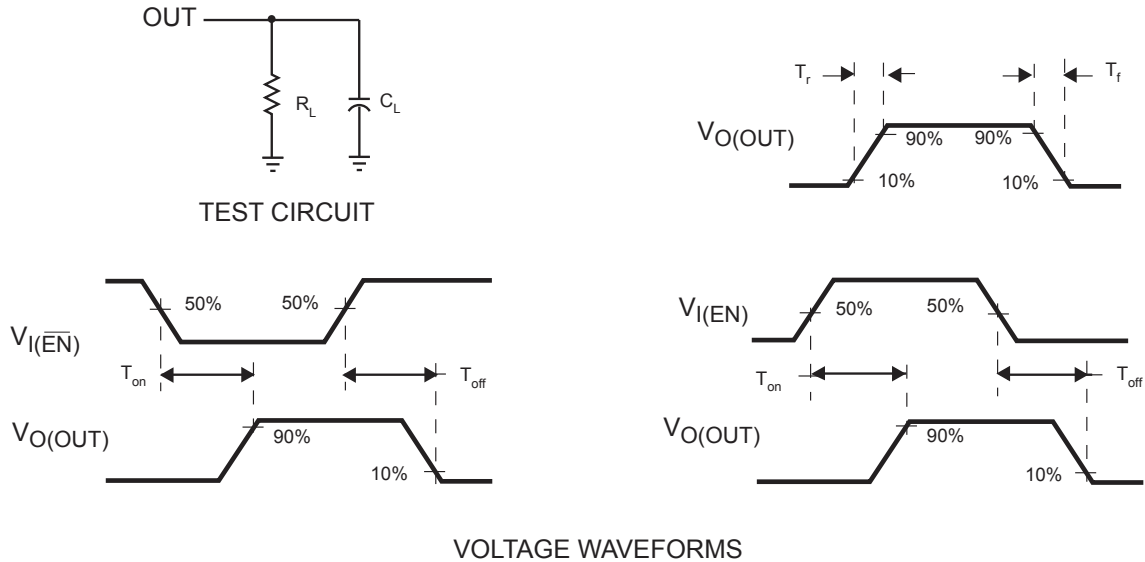 OUT
R_L
C_L
TEST CIRCUIT
T_r
T_f
V_O(OUT)
90%
90%
10%
10%
V_I(E̅N̅)
50%
50%
T_on
T_off
V_O(OUT)
90%
10%
V_I(EN)
50%
50%
T_on
T_off
V_O(OUT)
90%
10%
VOLTAGE WAVEFORMS